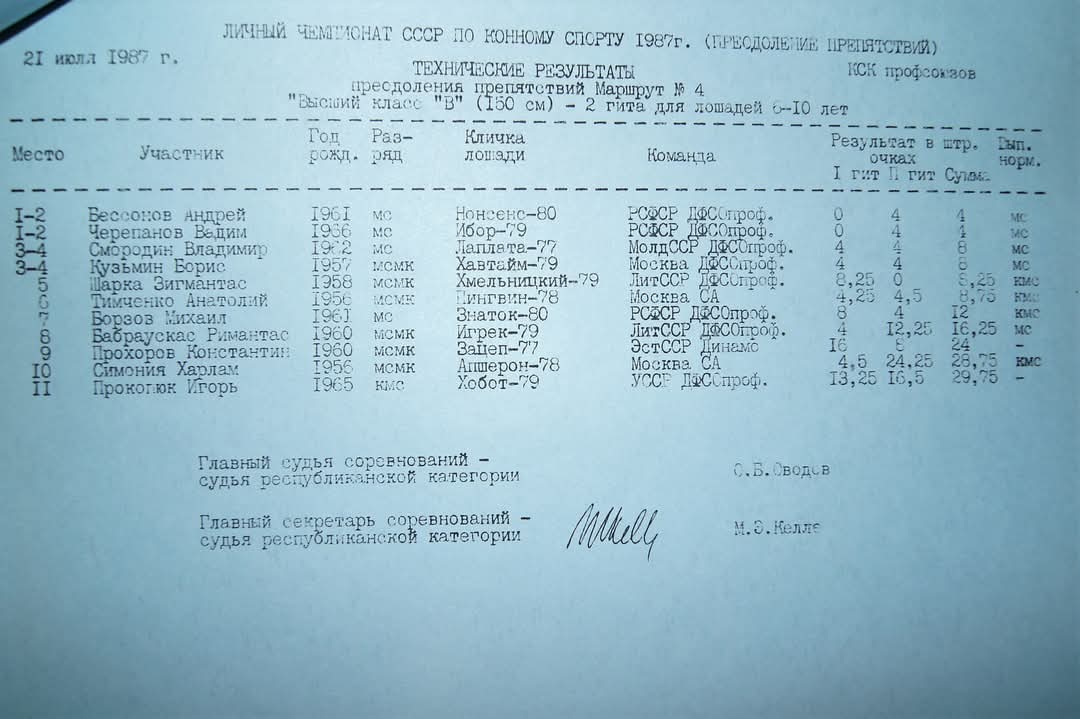 ЛИЧНЫЙ ЧЕМПИОНАТ СССР ПО КОННОМУ СПОРТУ 1987г. (ПРЕОДОЛЕНИЕ ПРЕПЯТСТВИЙ)
21 июля 1987 г.
ТЕХНИЧЕСКИЕ РЕЗУЛЬТАТЫ КСК профсоюзов
преодоления препятствий Маршрут № 4
"Высший класс "В" (150 см) - 2 гита для лошадей 6-10 лет
Место Участник Год рожд. Раз-ряд Кличка лошади Команда Результат в штр. очках Вып. норм.
I гит II гит Сумма
I-2 Бессонов Андрей 1961 мс Нонсенс-80 РСФСР ДФСОпроф. 0 4 4 мс
I-2 Черепанов Вадим 1966 мс Ибор-79 РСФСР ДФСОпроф. 0 4 4 мс
3-4 Смородин Владимир 1962 мс Лаплата-77 МолдССР ДФСОпроф. 4 4 8 мс
3-4 Кузьмин Борис 1957 мсмк Хавтайм-79 Москва ДФСОпроф. 4 4 8 мс
5 Шарка Зигмантас 1958 мсмк Хмельницкий-79 ЛитССР ДФСОпроф. 8,25 0 8,25 кмс
6 Тимченко Анатолий 1956 мсмк Пингвин-78 Москва СА 4,25 4,5 8,75 кмс
7 Борзов Михаил 1961 мс Знаток-80 РСФСР ДФСОпроф. 8 4 12 кмс
8 Бабраускас Римантас 1960 мсмк Игрек-79 ЛитССР ДФСОпроф. 4 12,25 16,25 мс
9 Прохоров Константин 1960 мсмк Зацеп-77 ЭстССР Динамо 16 8 24 -
10 Симония Харлам 1956 мсмк Апшерон-78 Москва СА 4,5 24,25 28,75 кмс
11 Прокопюк Игорь 1965 кмс Хобот-79 УССР ДФСОпроф. 13,25 16,5 29,75 -
Главный судья соревнований -
судья республиканской категории
Главный секретарь соревнований -
судья республиканской категории